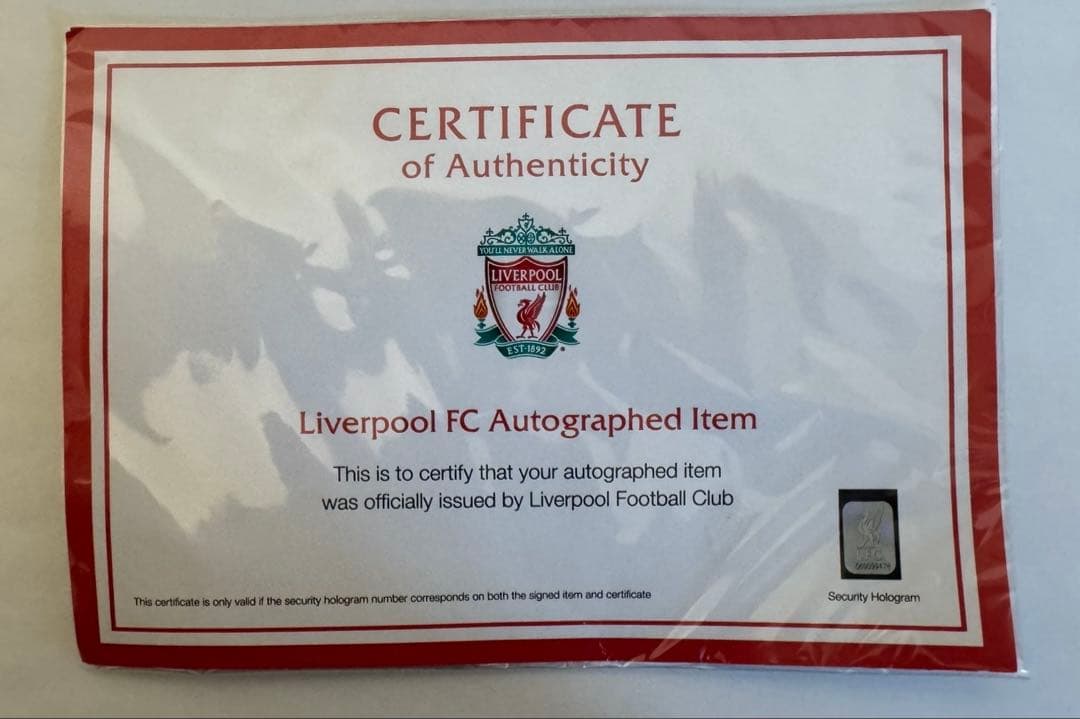 CERTIFICATE
of Authenticity
YOU'LL NEVER WALK ALONE
LIVERPOOL
FOOTBALL CLUB
EST·1892
Liverpool FC Autographed Item
This is to certify that your autographed item
was officially issued by Liverpool Football Club
L.F.C.
This certificate is only valid if the security hologram number corresponds on both the signed item and certificate
Security Hologram